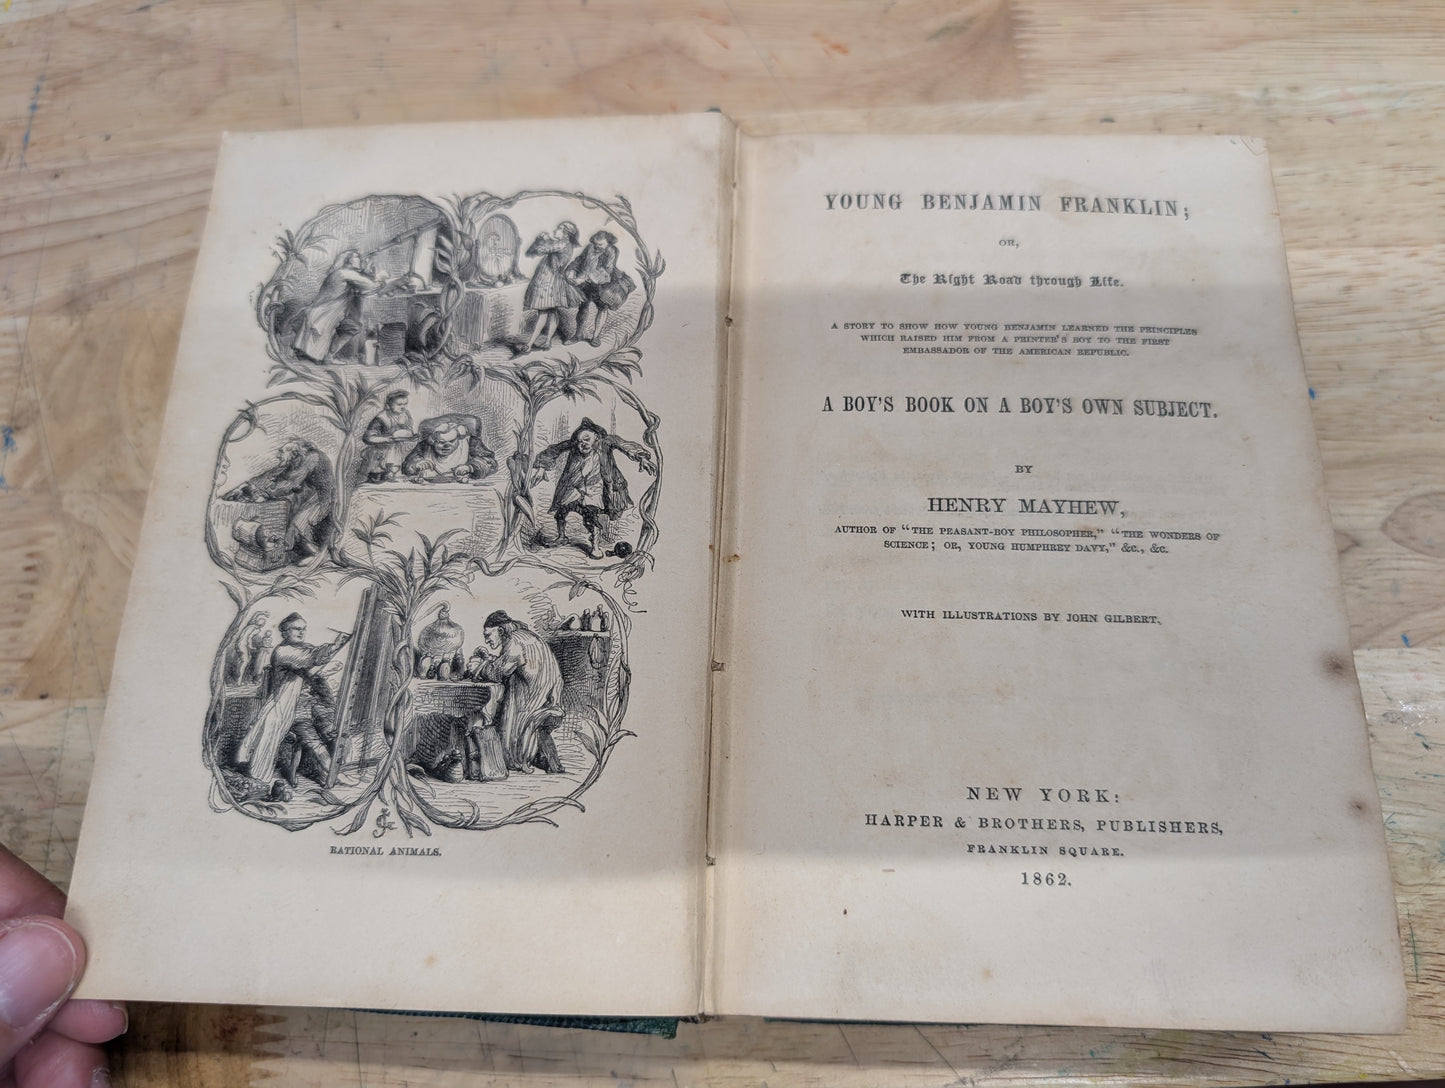 RATIONAL ANIMALS.
YOUNG BENJAMIN FRANKLIN;
OR,
The Right Road through Life.
A STORY TO SHOW HOW YOUNG BENJAMIN LEARNED THE PRINCIPLES
WHICH RAISED HIM FROM A PRINTER'S BOY TO THE FIRST
EMBASSADOR OF THE AMERICAN REPUBLIC.
A BOY'S BOOK ON A BOY'S OWN SUBJECT.
BY
HENRY MAYHEW,
AUTHOR OF "THE PEASANT-BOY PHILOSOPHER," "THE WONDERS OF
SCIENCE; OR, YOUNG HUMPHREY DAVY," &C., &C.
WITH ILLUSTRATIONS BY JOHN GILBERT.
NEW YORK:
HARPER & BROTHERS, PUBLISHERS,
FRANKLIN SQUARE.
1862.